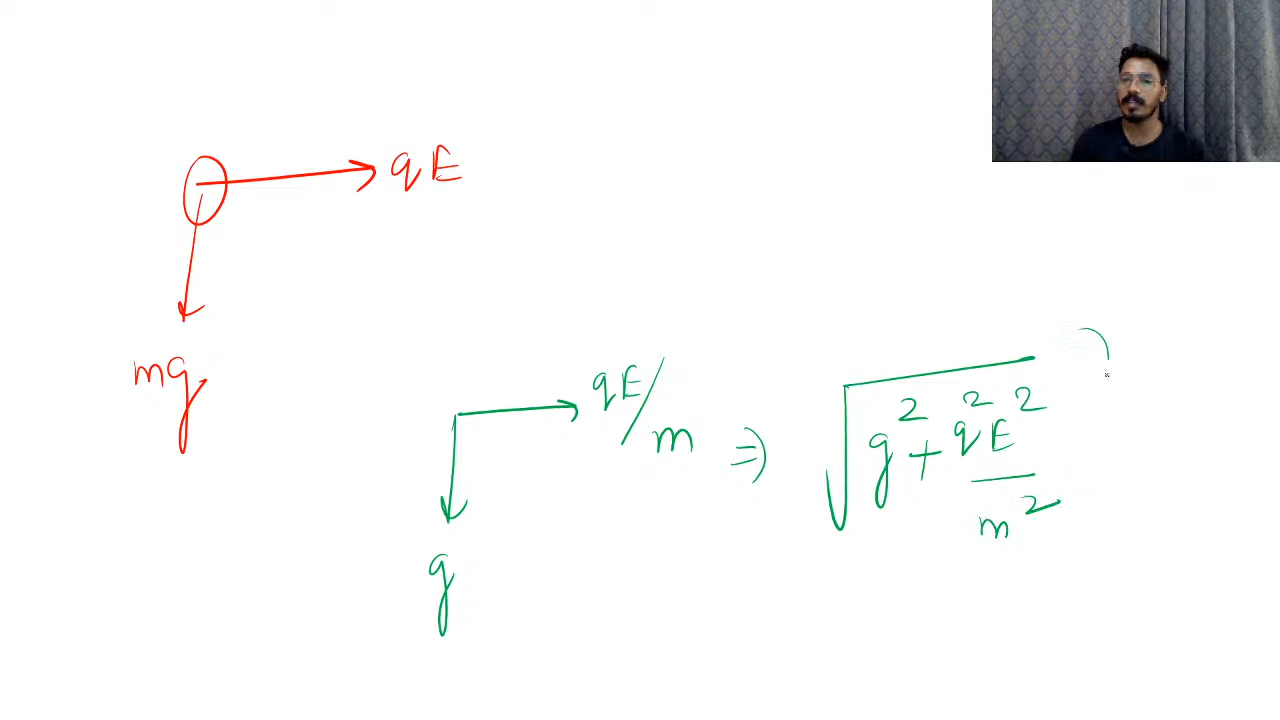 qE
mg
qE/m ⇒ √(g² + q²E²/m²)
g